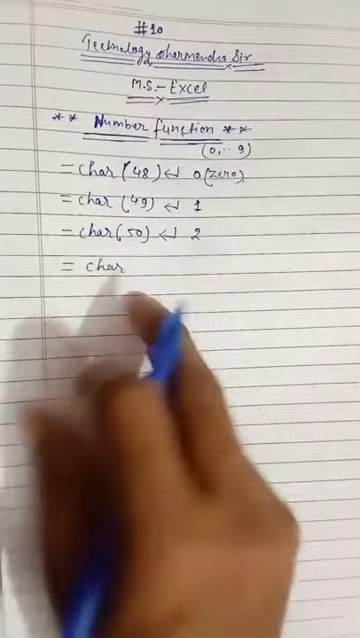 #10
Technology Dharmendra Sir
M.S.-Excel
** Number function **
(0,..9)
=char (48) ↵ 0(zero)
=char (49) ↵ 1
=char(50) ↵ 2
= char